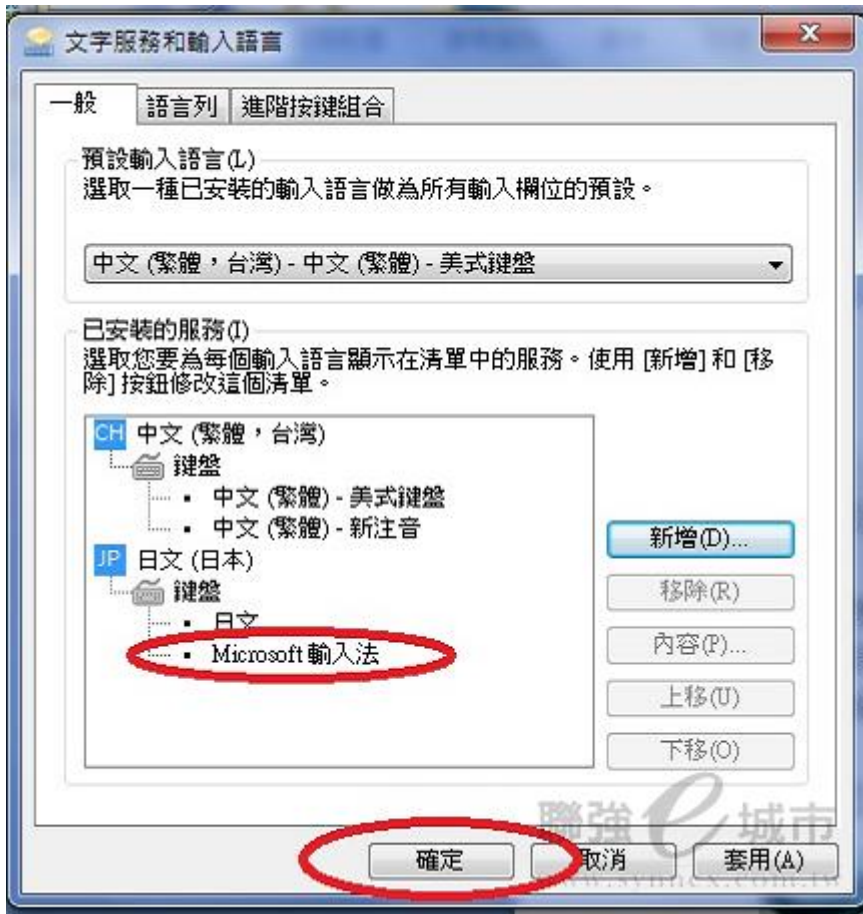 文字服務和輸入語言
一般 語言列 進階按鍵組合
預設輸入語言(L)
選取一種已安裝的輸入語言做為所有輸入欄位的預設。
中文 (繁體，台灣) - 中文 (繁體) - 美式鍵盤
已安裝的服務(I)
選取您要為每個輸入語言顯示在清單中的服務。使用 [新增] 和 [移
除] 按鈕修改這個清單。
CH 中文 (繁體，台灣)
鍵盤
中文 (繁體) - 美式鍵盤
中文 (繁體) - 新注音
JP 日文 (日本)
鍵盤
日文
Microsoft 輸入法
新增(D)...
移除(R)
內容(P)...
上移(U)
下移(O)
聯強e城市
確定 取消 套用(A)
www.synnex.com.tw